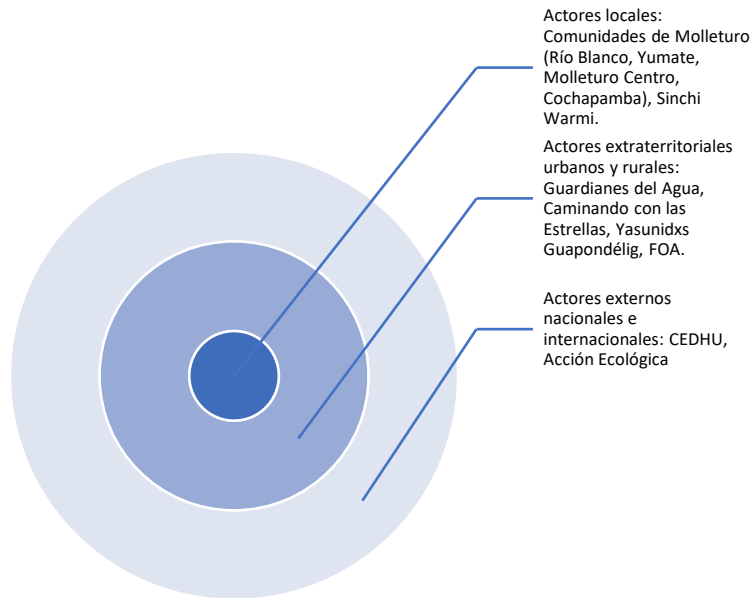 Actores locales:
Comunidades de Molleturo
(Río Blanco, Yumate,
Molleturo Centro,
Cochapamba), Sinchi
Warmi.
Actores extraterritoriales
urbanos y rurales:
Guardianes del Agua,
Caminando con las
Estrellas, Yasunidxs
Guapondélig, FOA.
Actores externos
nacionales e
internacionales: CEDHU,
Acción Ecológica